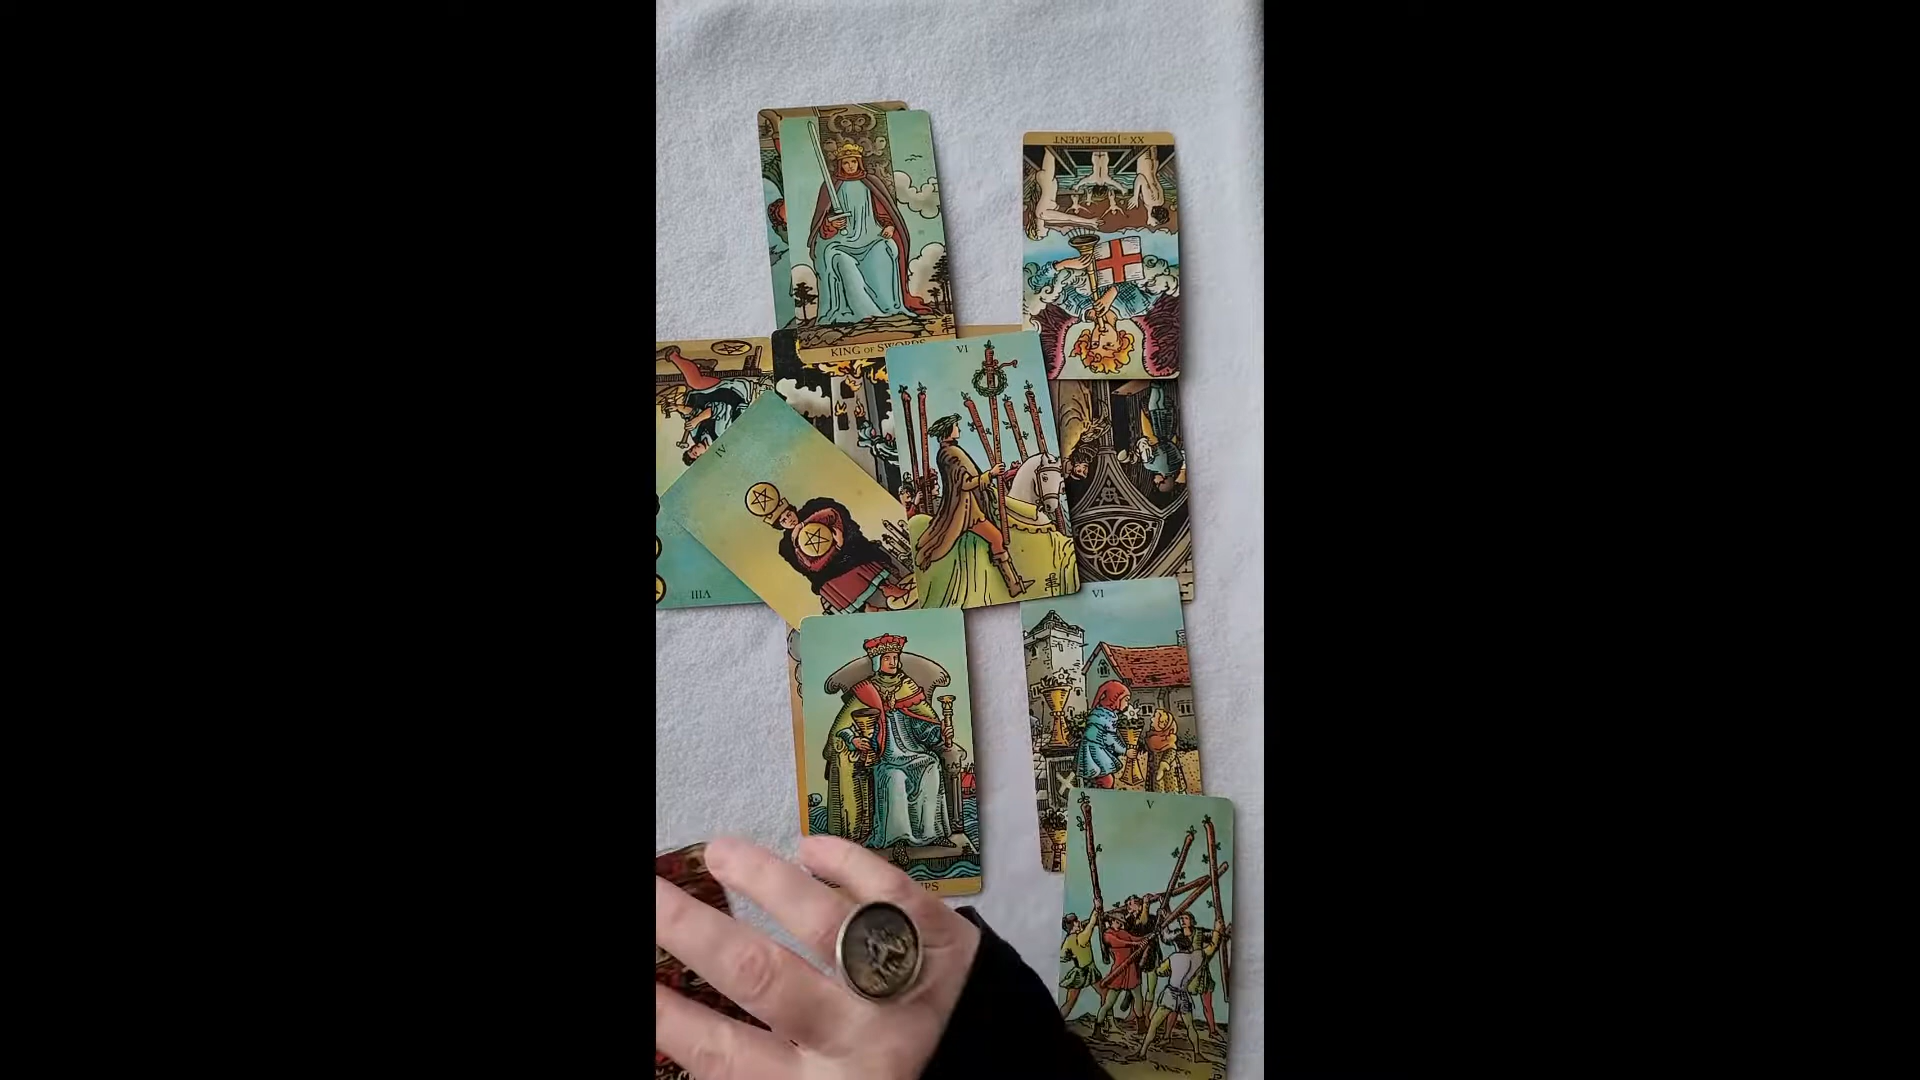 XX - JUDGEMENT
KING OF SWORDS
VI
IV
VIII
VI
V